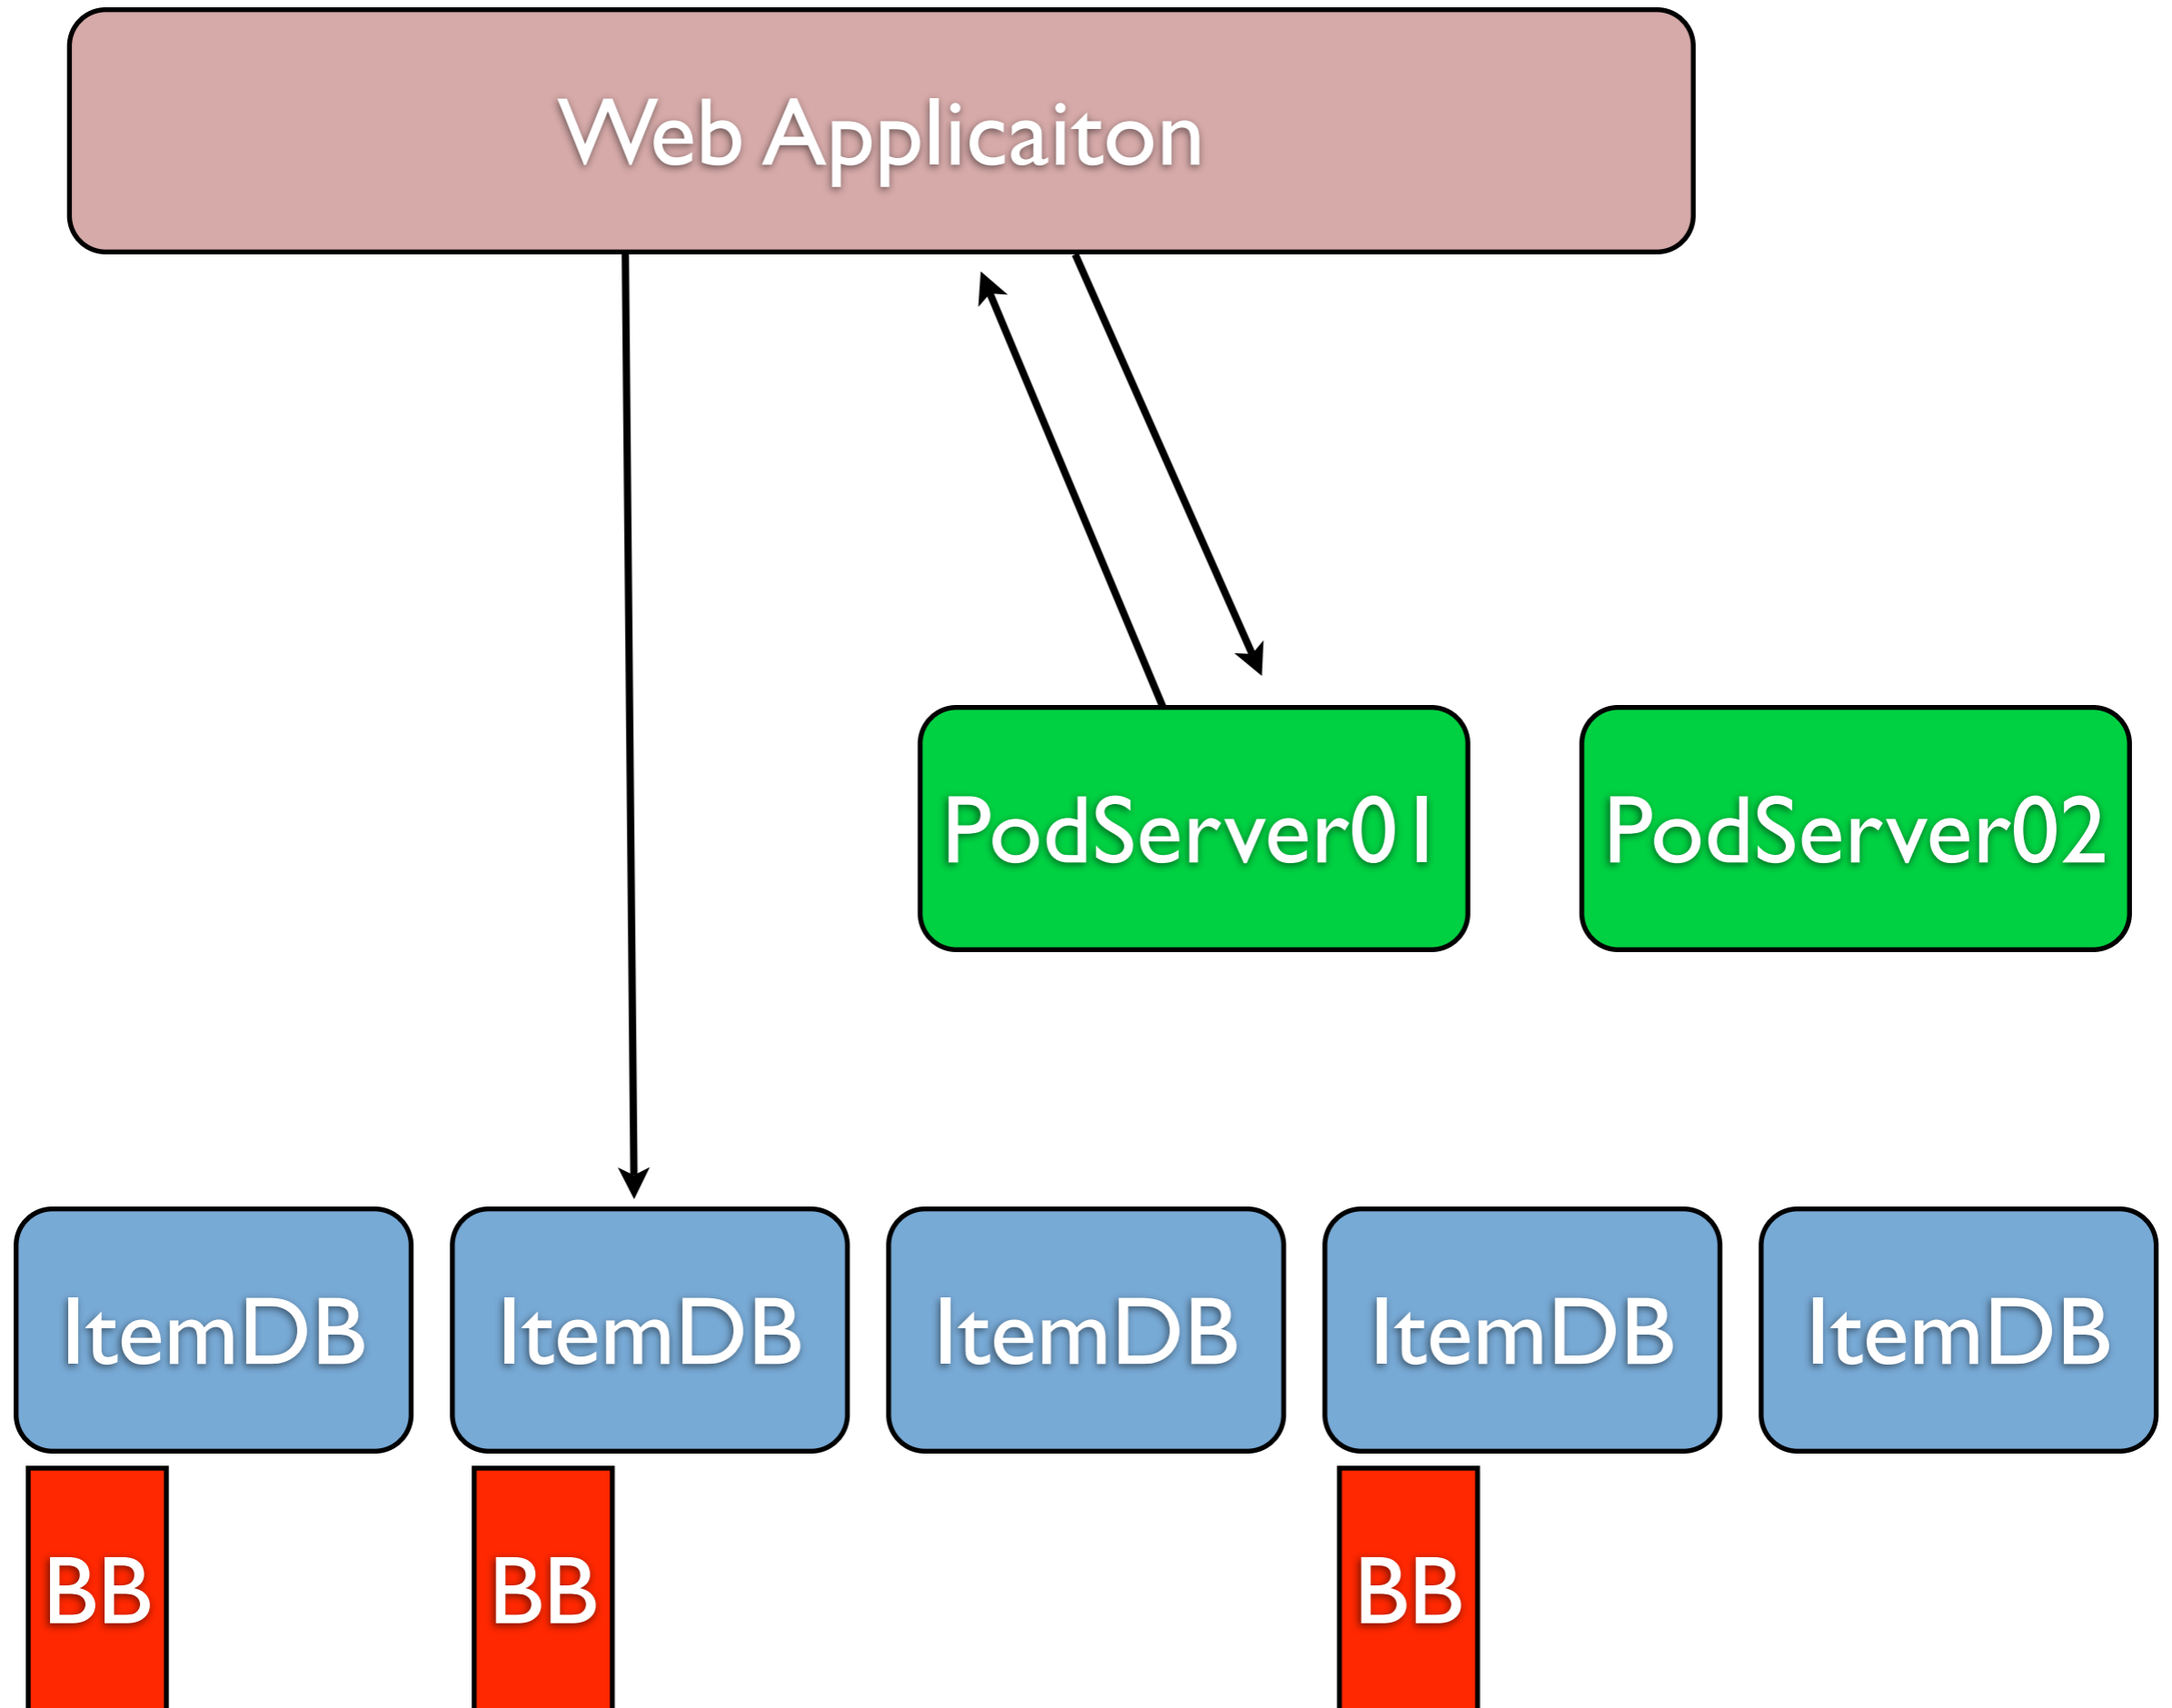 Web Applicaiton
PodServer01
PodServer02
ItemDB
ItemDB
ItemDB
ItemDB
ItemDB
BB
BB
BB